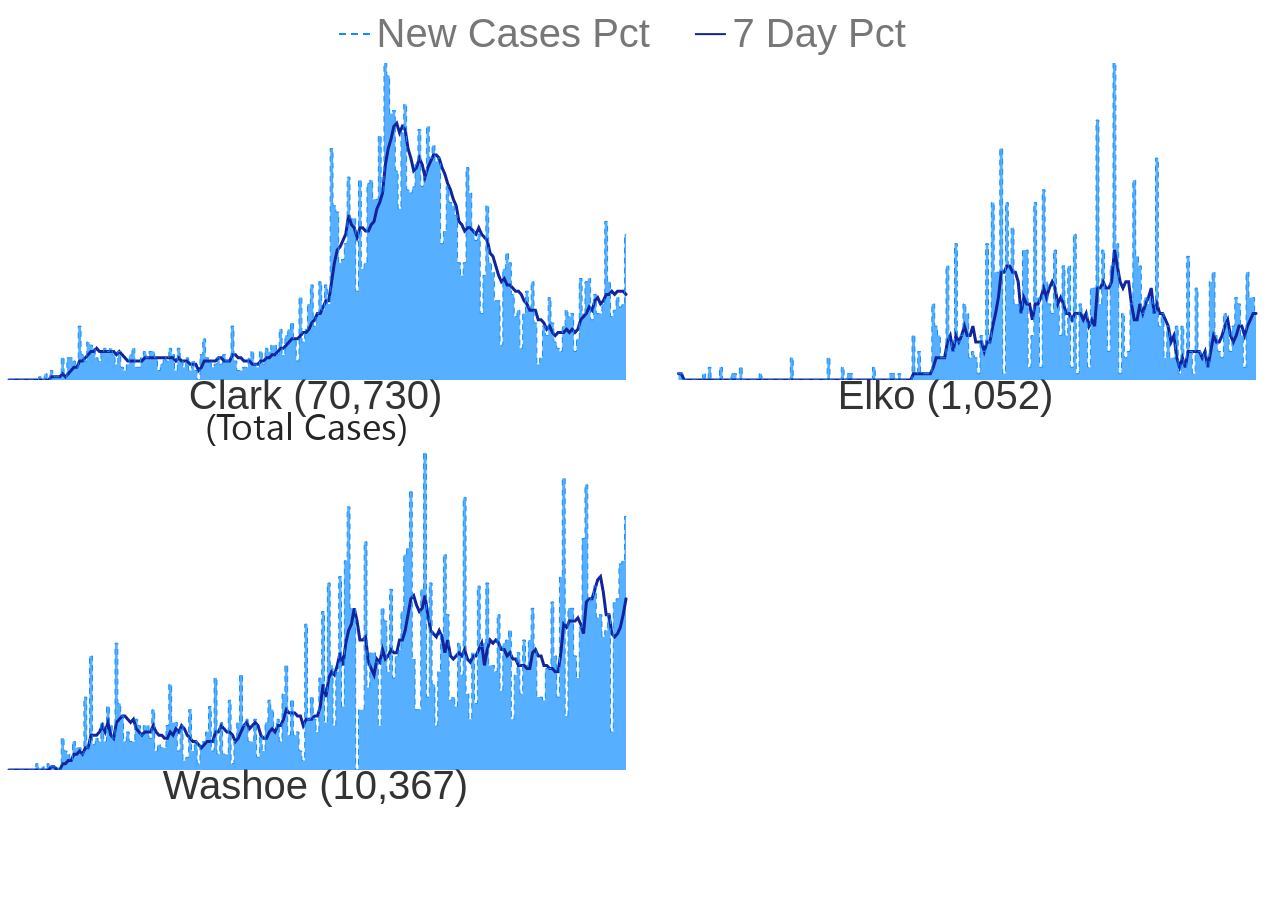 New Cases Pct 7 Day Pct
Clark (70,730)
(Total Cases)
Elko (1,052)
Washoe (10,367)